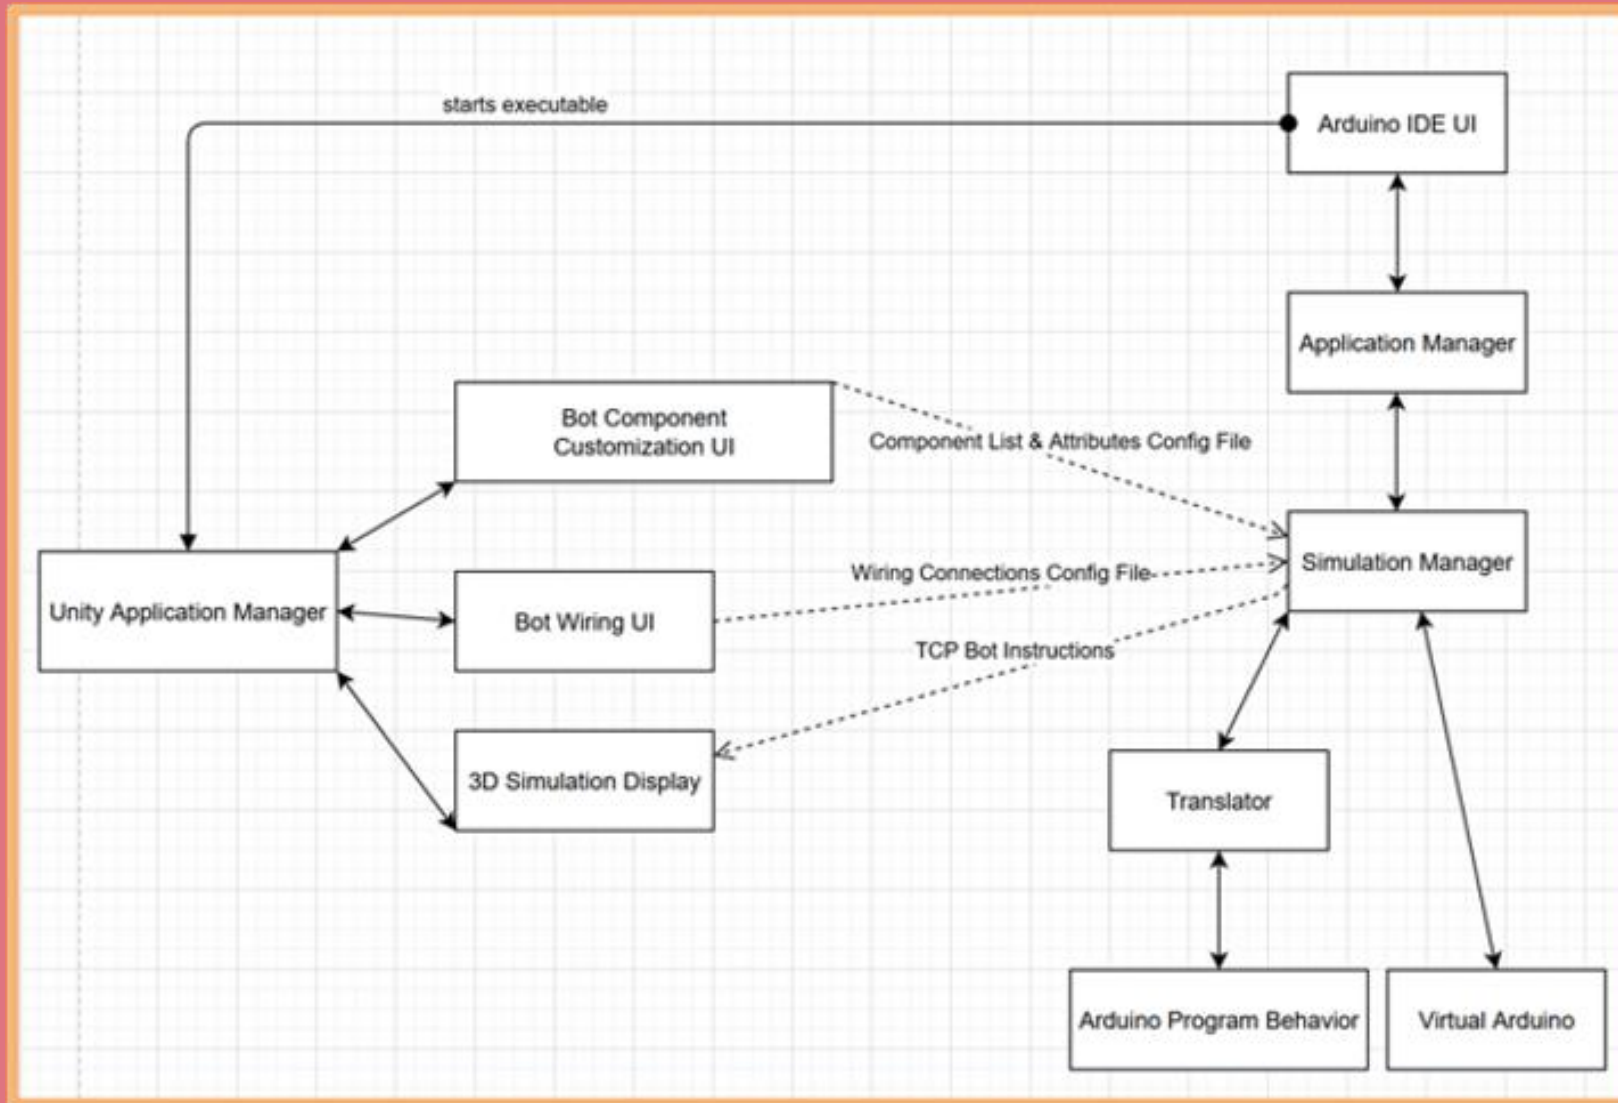 starts executable
Arduino IDE UI
Application Manager
Bot Component
Customization UI
Component List & Attributes Config File
Simulation Manager
Wiring Connections Config File
Unity Application Manager
Bot Wiring UI
TCP Bot Instructions
3D Simulation Display
Translator
Arduino Program Behavior
Virtual Arduino